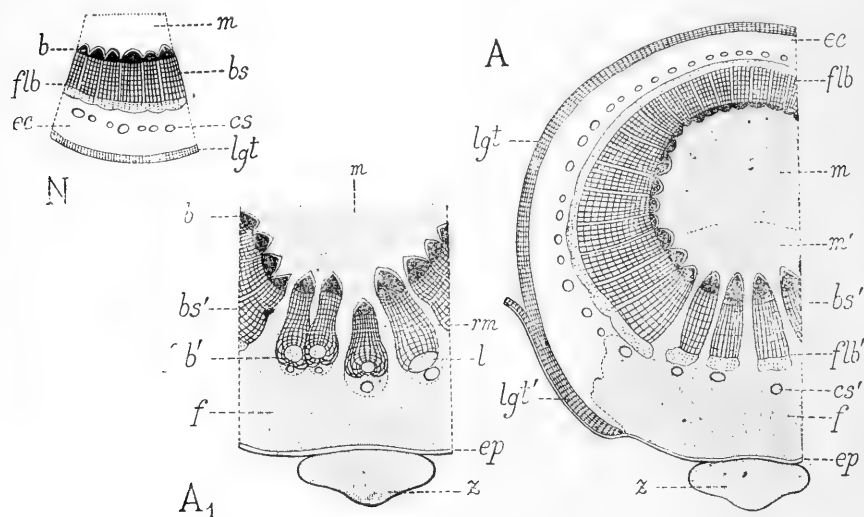 m
b
bs
flb
ec
cs
lgt
N
m
b
bs'
rm
b'
l
f
ep
z
A1
A
ec
flb
lgt
m
m'
bs'
flb'
cs'
lgt'
f
ep
z